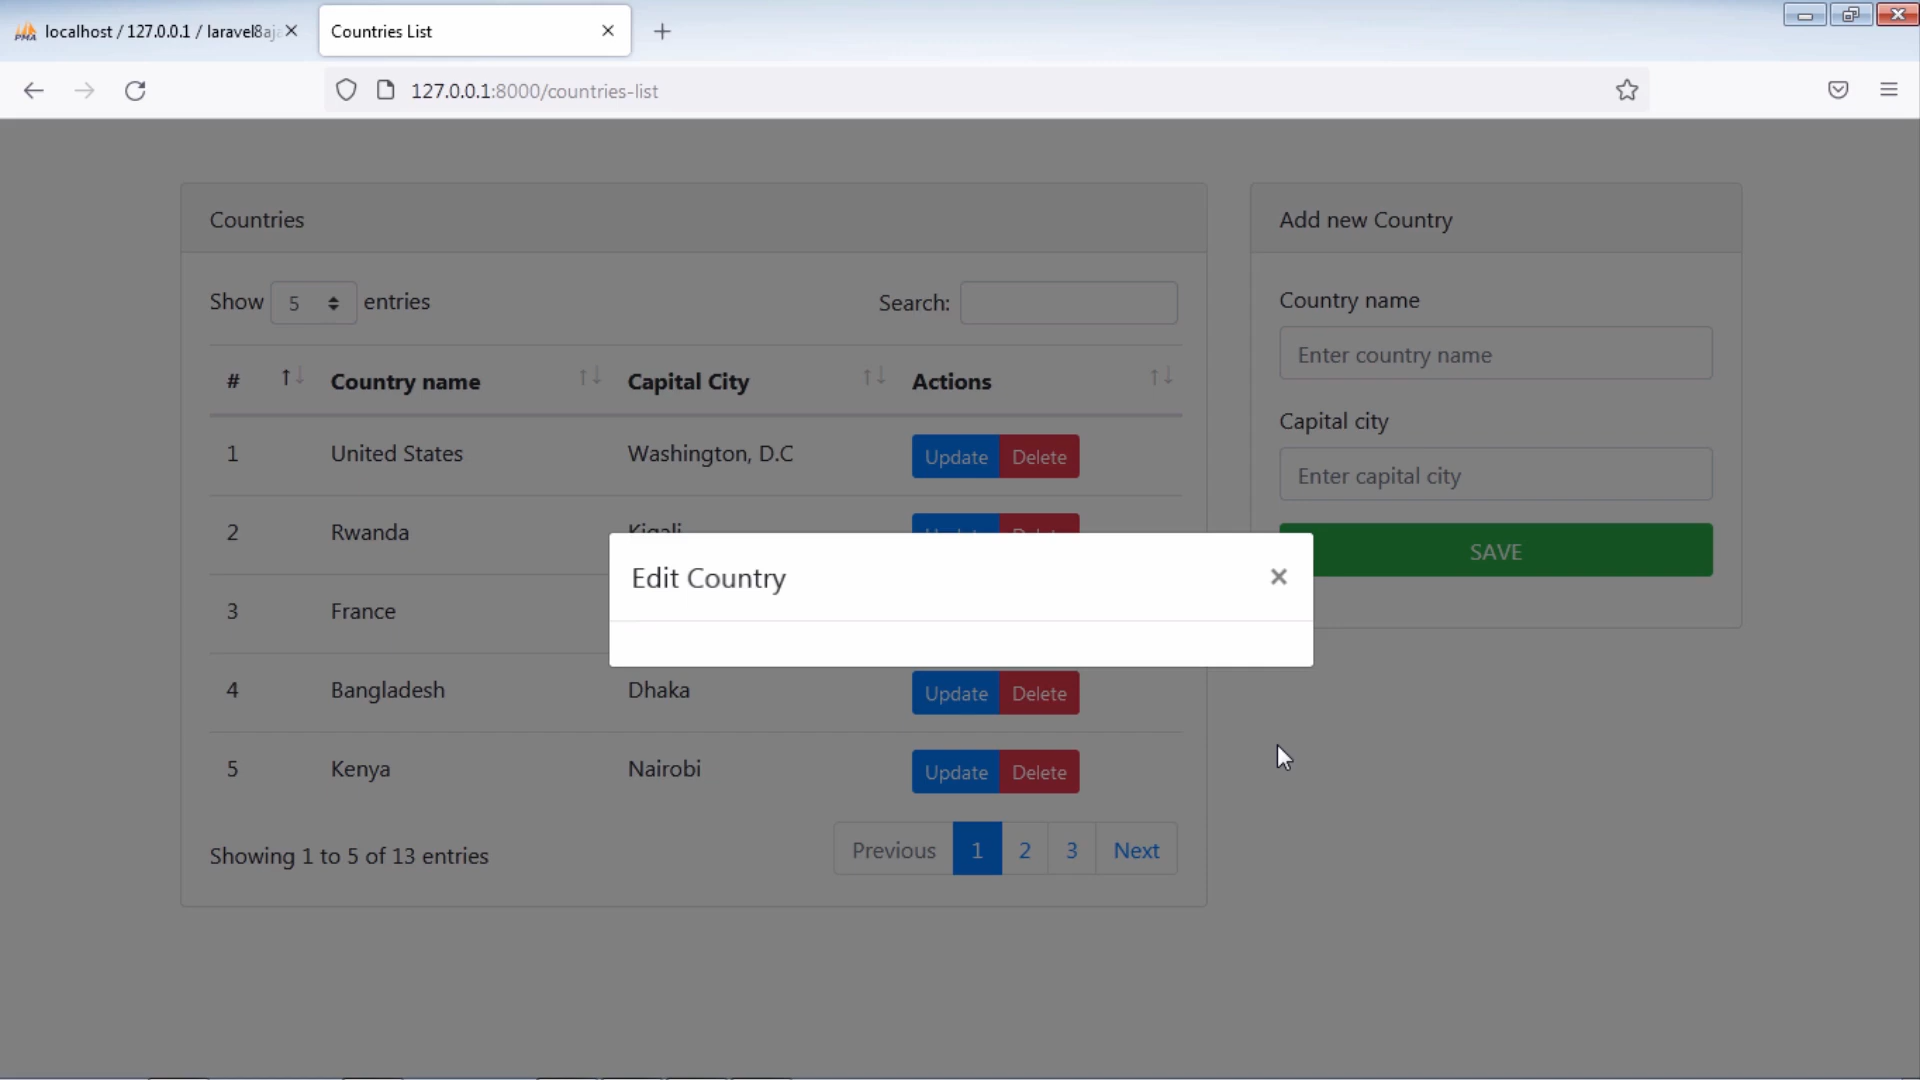 localhost / 127.0.0.1 / laravel8aj
Countries List
127.0.0.1:8000/countries-list
Countries
Show 5 entries
Search:
# Country name Capital City Actions
1 United States Washington, D.C Update Delete
2 Rwanda Kigali Update Delete
3 France
4 Bangladesh Dhaka Update Delete
5 Kenya Nairobi Update Delete
Showing 1 to 5 of 13 entries
Previous 1 2 3 Next
Edit Country
×
Add new Country
Country name
Enter country name
Capital city
Enter capital city
SAVE